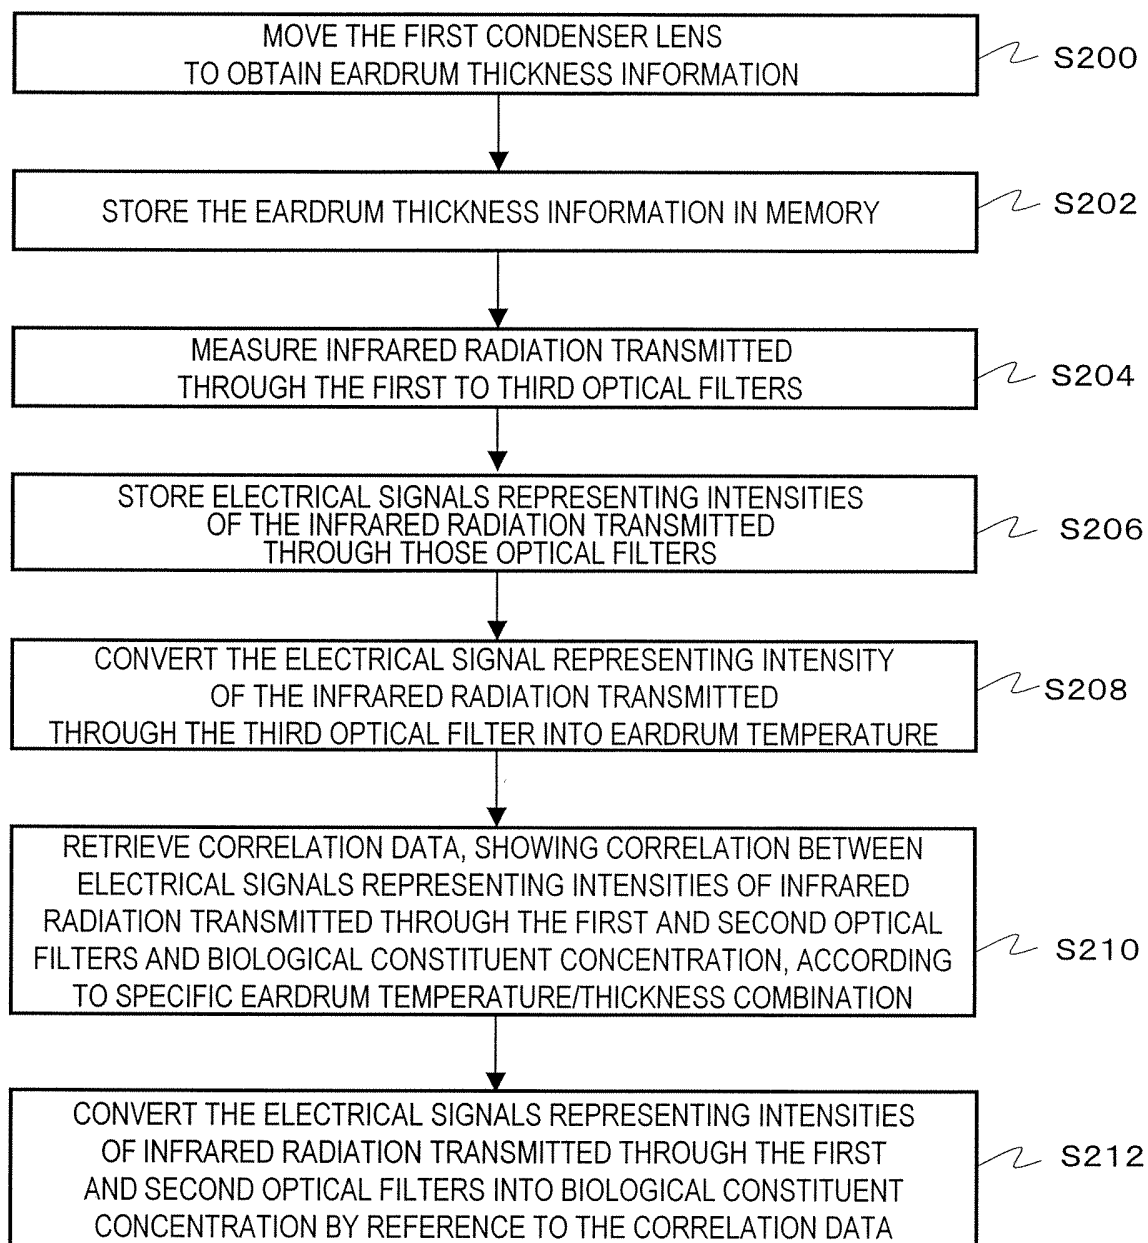 MOVE THE FIRST CONDENSER LENS
TO OBTAIN EARDRUM THICKNESS INFORMATION
S200
STORE THE EARDRUM THICKNESS INFORMATION IN MEMORY
S202
MEASURE INFRARED RADIATION TRANSMITTED
THROUGH THE FIRST TO THIRD OPTICAL FILTERS
S204
STORE ELECTRICAL SIGNALS REPRESENTING INTENSITIES
OF THE INFRARED RADIATION TRANSMITTED
THROUGH THOSE OPTICAL FILTERS
S206
CONVERT THE ELECTRICAL SIGNAL REPRESENTING INTENSITY
OF THE INFRARED RADIATION TRANSMITTED
THROUGH THE THIRD OPTICAL FILTER INTO EARDRUM TEMPERATURE
S208
RETRIEVE CORRELATION DATA, SHOWING CORRELATION BETWEEN
ELECTRICAL SIGNALS REPRESENTING INTENSITIES OF INFRARED
RADIATION TRANSMITTED THROUGH THE FIRST AND SECOND OPTICAL
FILTERS AND BIOLOGICAL CONSTITUENT CONCENTRATION, ACCORDING
TO SPECIFIC EARDRUM TEMPERATURE/THICKNESS COMBINATION
S210
CONVERT THE ELECTRICAL SIGNALS REPRESENTING INTENSITIES
OF INFRARED RADIATION TRANSMITTED THROUGH THE FIRST
AND SECOND OPTICAL FILTERS INTO BIOLOGICAL CONSTITUENT
CONCENTRATION BY REFERENCE TO THE CORRELATION DATA
S212